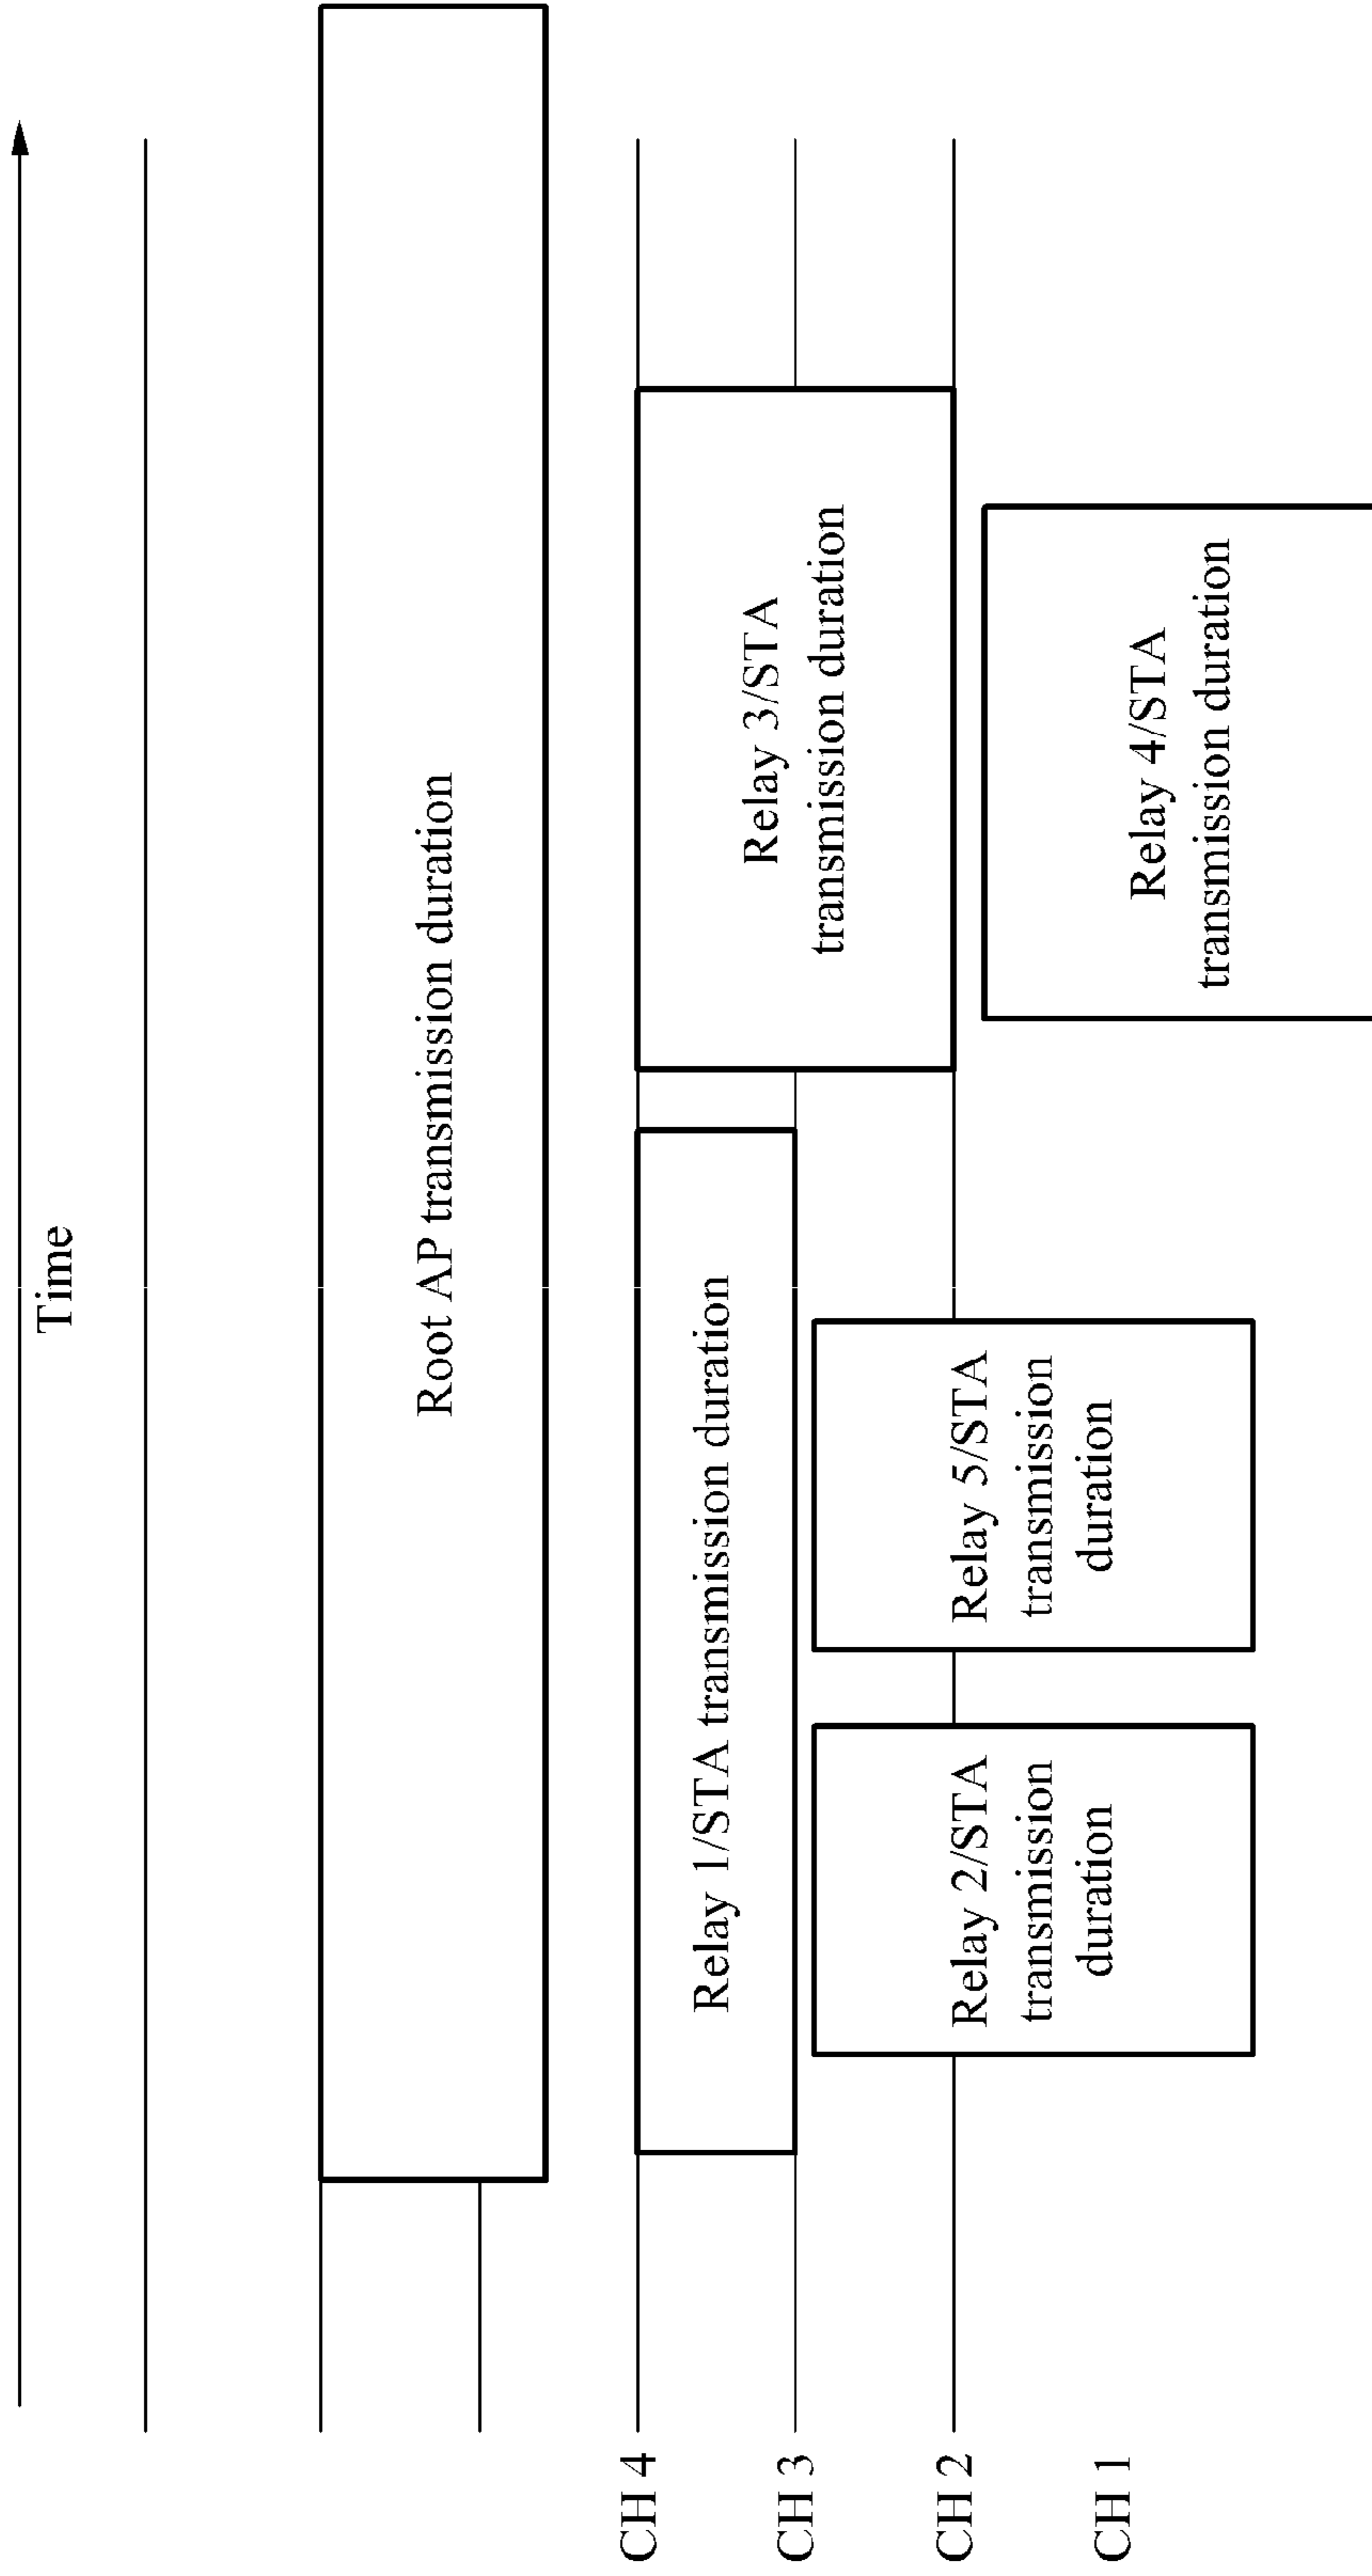 Time
Root AP transmission duration
CH 4
Relay 1/STA transmission duration
Relay 3/STA
transmission duration
CH 3
CH 2
Relay 2/STA
transmission
duration
Relay 5/STA
transmission
duration
CH 1
Relay 4/STA
transmission duration